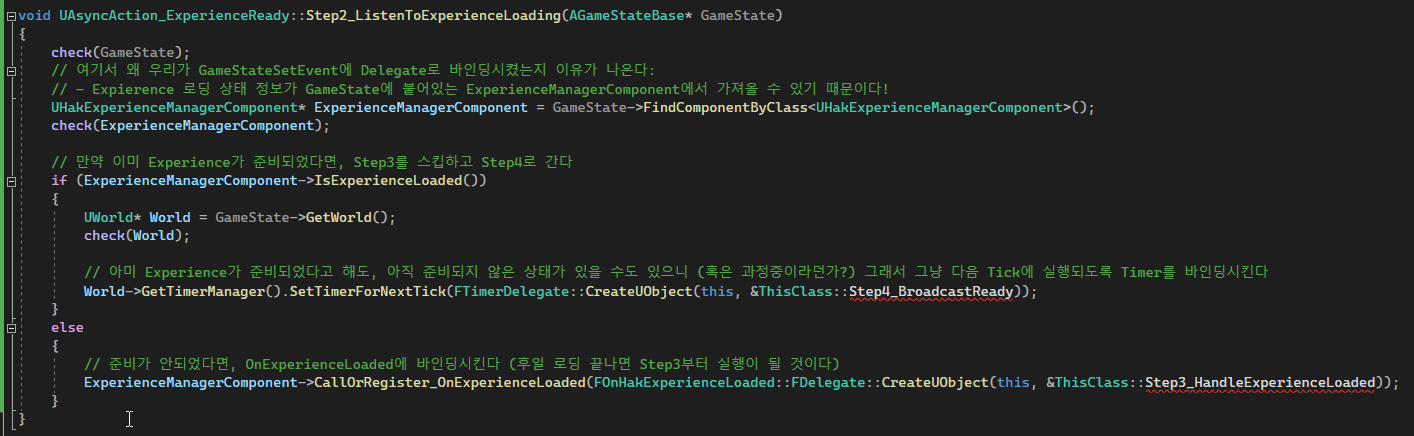 void UAsyncAction_ExperienceReady::Step2_ListenToExperienceLoading(AGameStateBase* GameState)
{
    check(GameState);
    // 여기서 왜 우리가 GameStateSetEvent에 Delegate로 바인딩시켰는지 이유가 나온다:
    // - Expierence 로딩 상태 정보가 GameState에 붙어있는 ExperienceManagerComponent에서 가져올 수 있기 때문이다!
    UHakExperienceManagerComponent* ExperienceManagerComponent = GameState->FindComponentByClass<UHakExperienceManagerComponent>();
    check(ExperienceManagerComponent);

    // 만약 이미 Experience가 준비되었다면, Step3를 스킵하고 Step4로 간다
    if (ExperienceManagerComponent->IsExperienceLoaded())
    {
        UWorld* World = GameState->GetWorld();
        check(World);

        // 아미 Experience가 준비되었다고 해도, 아직 준비되지 않은 상태가 있을 수도 있으니 (혹은 과정중이라던가?) 그래서 그냥 다음 Tick에 실행되도록 Timer를 바인딩시킨다
        World->GetTimerManager().SetTimerForNextTick(FTimerDelegate::CreateUObject(this, &ThisClass::Step4_BroadcastReady));
    }
    else
    {
        // 준비가 안되었다면, OnExperienceLoaded에 바인딩시킨다 (후일 로딩 끝나면 Step3부터 실행이 될 것이다)
        ExperienceManagerComponent->CallOrRegister_OnExperienceLoaded(FOnHakExperienceLoaded::FDelegate::CreateUObject(this, &ThisClass::Step3_HandleExperienceLoaded));
    }
}